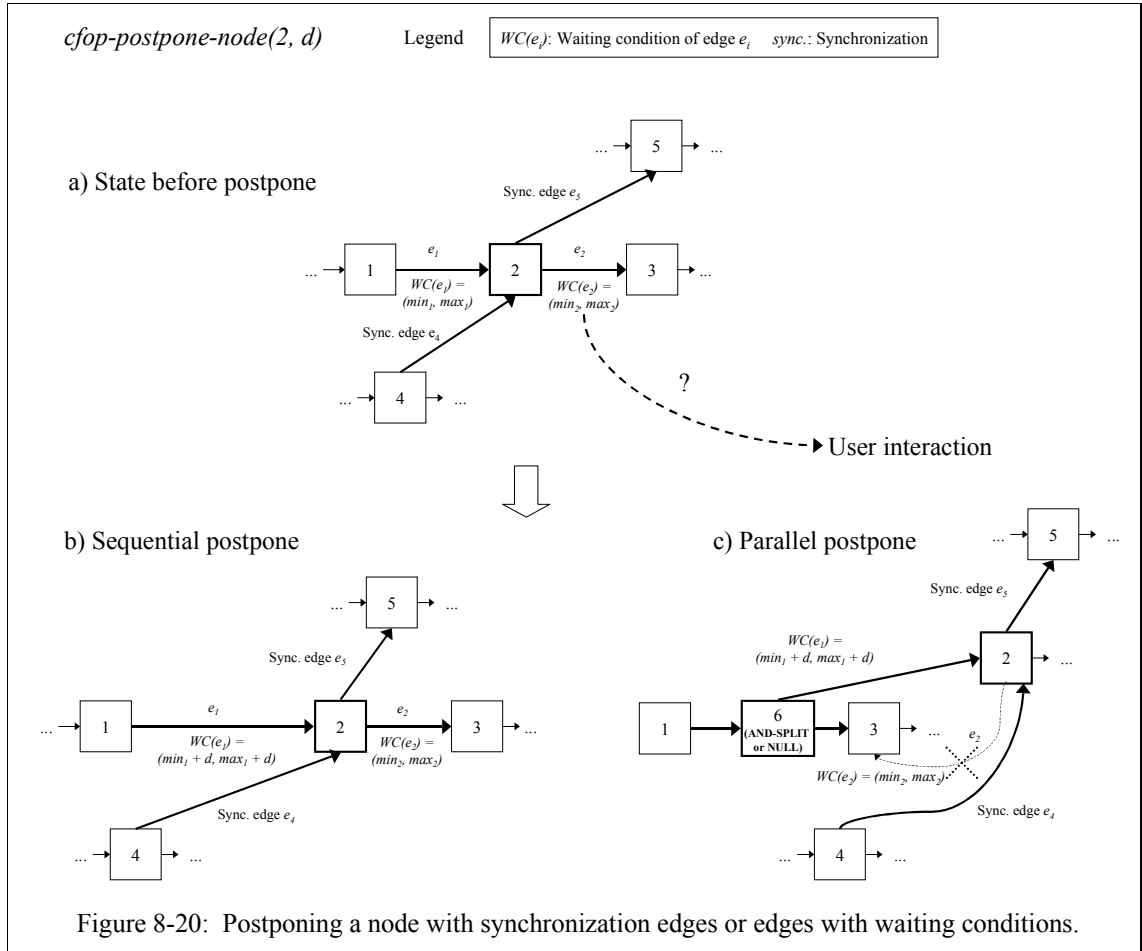 cfop-postpone-node(2, d)
Legend
WC(ei): Waiting condition of edge ei sync.: Synchronization
a) State before postpone
... 5 ...
Sync. edge e5
e1
e2
... 1
2
3 ...
WC(e1) =
(min1, max1)
WC(e2) =
(min2, max2)
Sync. edge e4
... 4 ...
?
User interaction
b) Sequential postpone
... 5 ...
Sync. edge e5
e1
e2
... 1
2
3 ...
WC(e1) =
(min1 + d, max1 + d)
WC(e2) =
(min2, max2)
Sync. edge e4
... 4 ...
c) Parallel postpone
... 5 ...
Sync. edge e5
WC(e1) =
(min1 + d, max1 + d)
2 ...
1
6
(AND-SPLIT
or NULL)
3 ...
e2
WC(e2) = (min2, max2)
Sync. edge e4
... 4 ...
Figure 8-20: Postponing a node with synchronization edges or edges with waiting conditions.